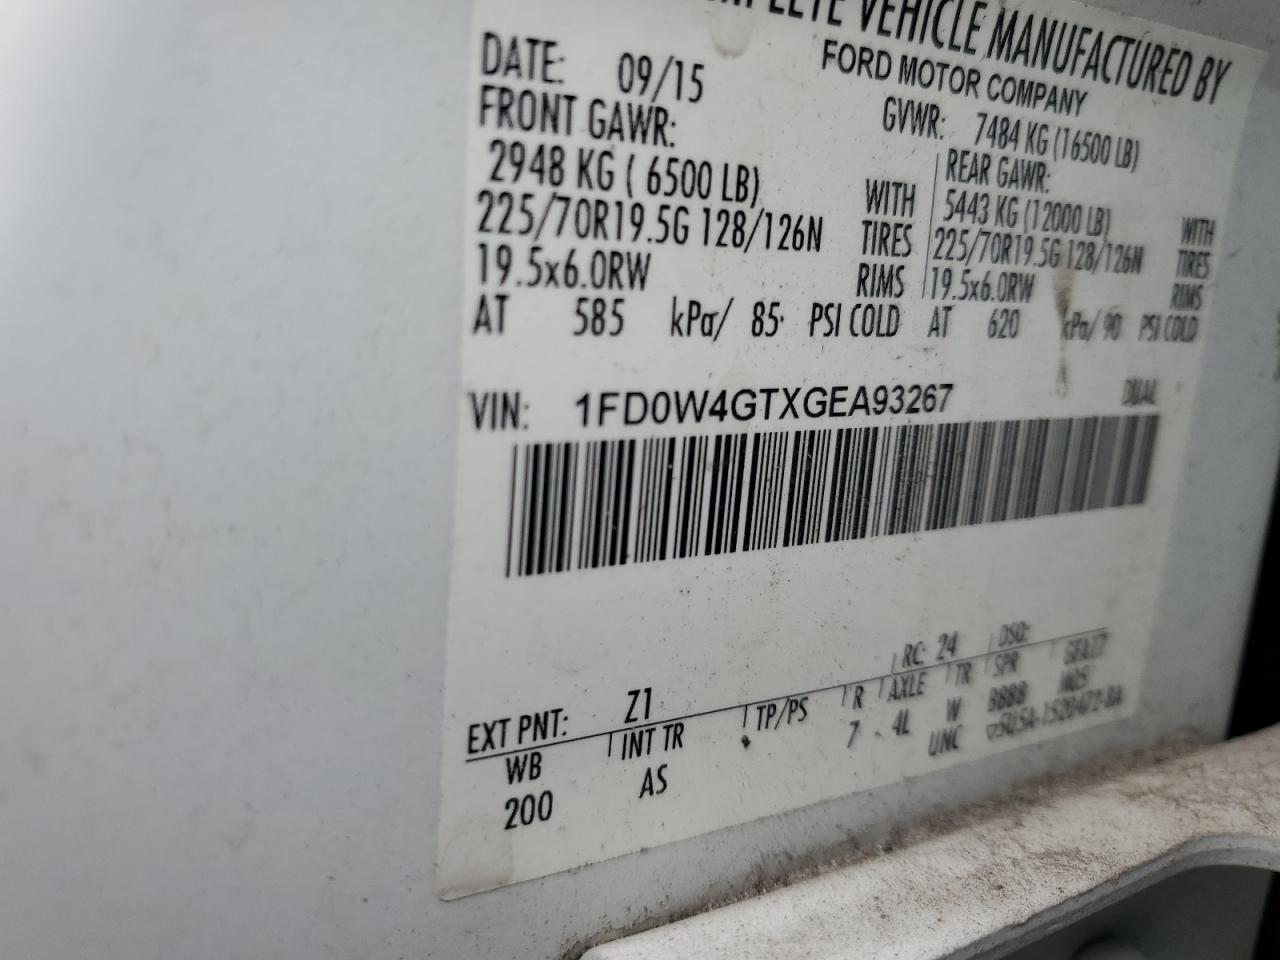 VEHICLE MANUFACTURED BY
FORD MOTOR COMPANY
DATE: 09/15
GVWR: 7484 KG (16500 LB)
FRONT GAWR:
2948 KG ( 6500 LB) WITH
225/70R19.5G 128/126N TIRES
19.5x6.0RW RIMS
AT 585 kPa/ 85 PSI COLD
REAR GAWR:
5443 KG (12000 LB) WITH
225/70R19.5G 128/126N TIRES
19.5x6.0RW RIMS
AT 620 kPa/ 90 PSI COLD
VIN: 1FD0W4GTXGEA93267
DUAL
EXT PNT: Z1 RC: 24 DSO:
WB INT TR TP/PS R AXLE TR SPR
200 AS 7 4L W
UNC